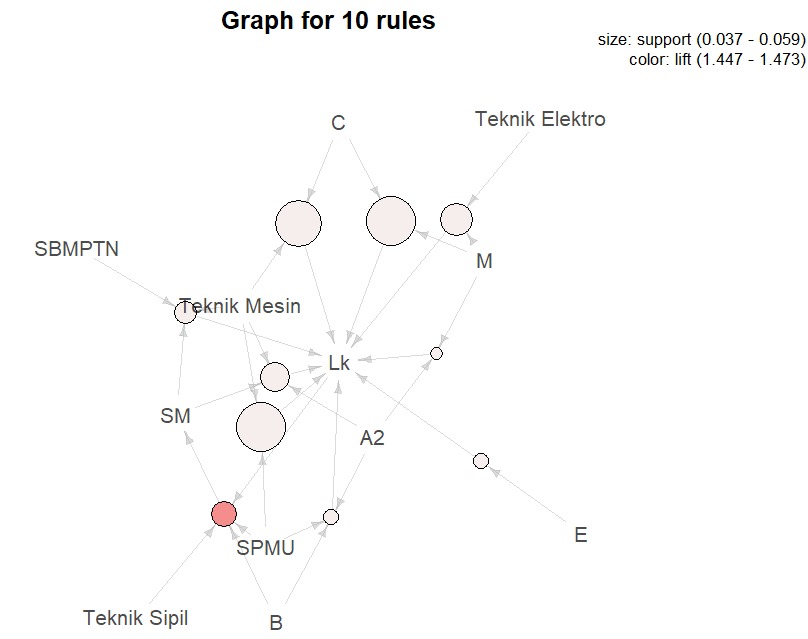 Graph for 10 rules
size: support (0.037 - 0.059)
color: lift (1.447 - 1.473)
C
Teknik Elektro
SBMPTN
M
Teknik Mesin
Lk
SM
A2
E
SPMU
Teknik Sipil
B